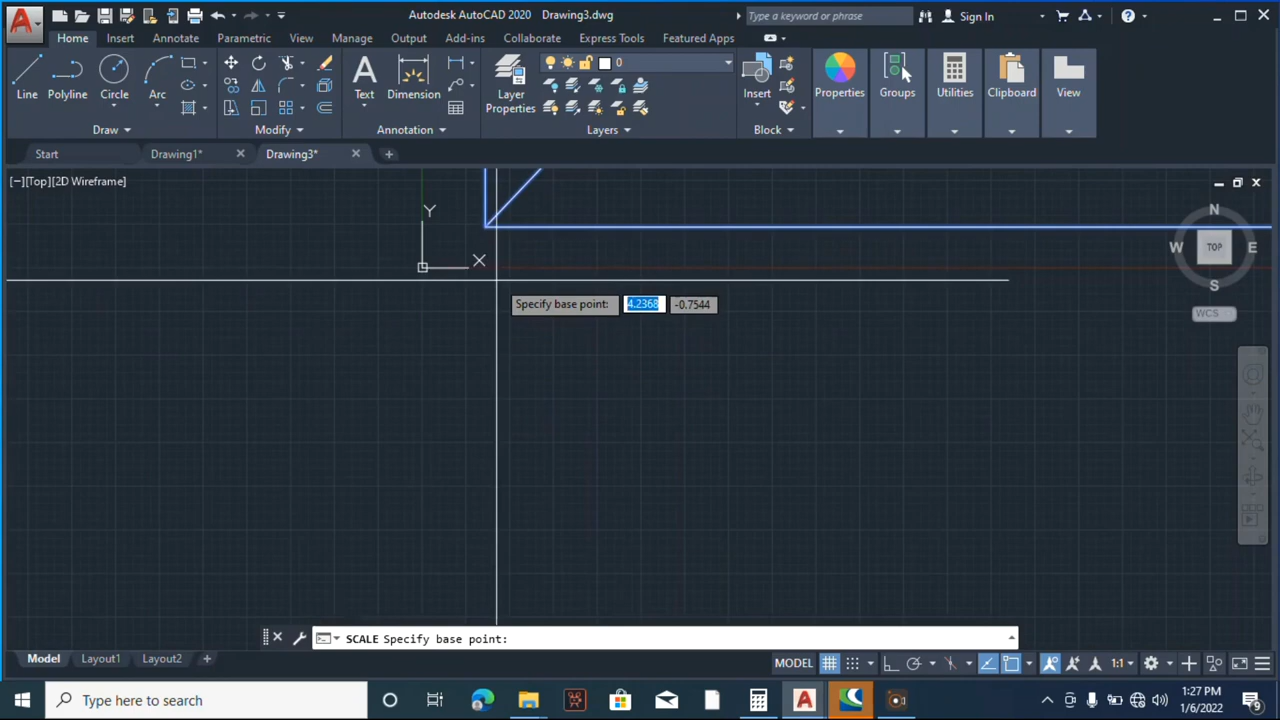 Autodesk AutoCAD 2020 Drawing3.dwg
Type a keyword or phrase
Sign In
Home Insert Annotate Parametric View Manage Output Add-ins Collaborate Express Tools Featured Apps
0
Line Polyline Circle Arc
Text Dimension
Layer Properties
Insert Properties Groups Utilities Clipboard View
Draw Modify Annotation Layers Block
Start Drawing1* Drawing3*
[−][Top][2D Wireframe]
N
W TOP E
S
WCS
Y
X
Specify base point: 4.2368 -0.7544
SCALE Specify base point:
Model Layout1 Layout2
MODEL 1:1
Type here to search
1:27 PM
1/6/2022
9